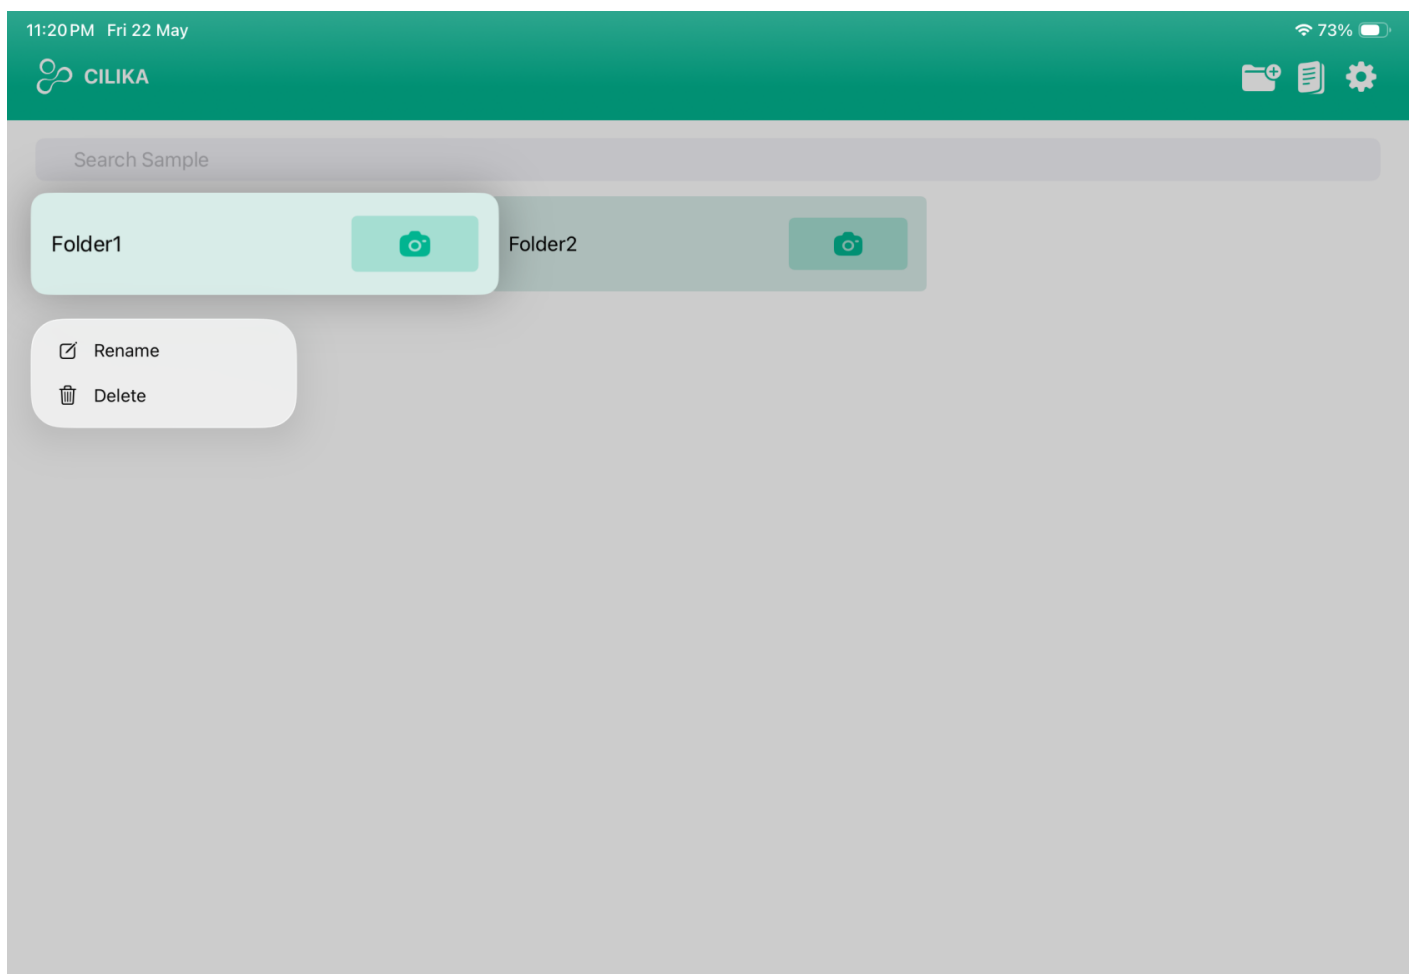 11:20 PM Fri 22 May 73%
CILIKA
Search Sample
Folder1
Folder2
Rename
Delete